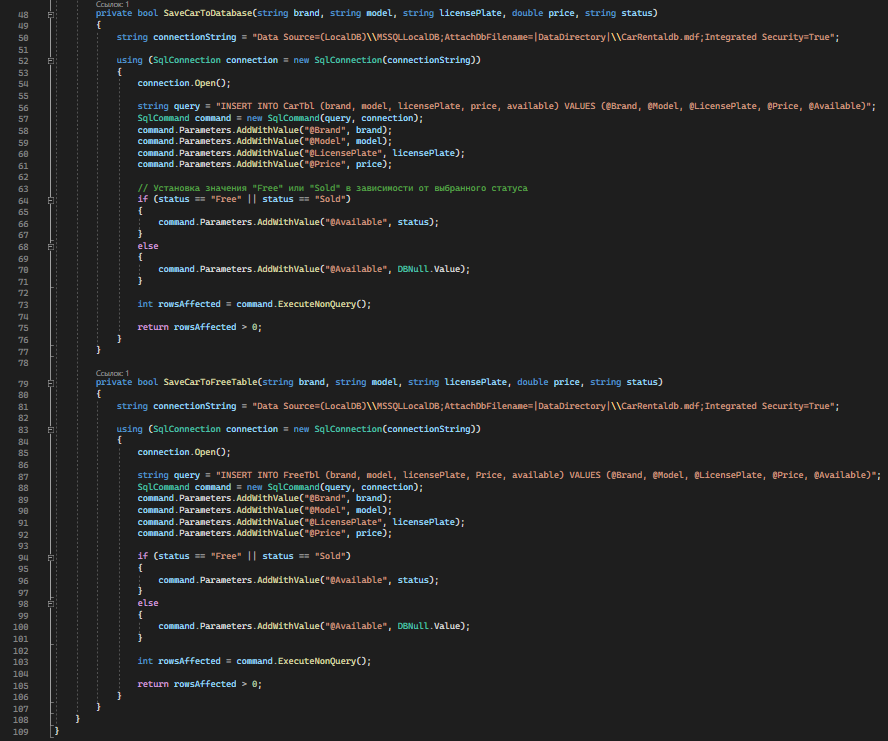 Ссылок: 1
48 private bool SaveCarToDatabase(string brand, string model, string licensePlate, double price, string status)
49 {
50 string connectionString = "Data Source=(LocalDB)\\MSSQLLocalDB;AttachDbFilename=|DataDirectory|\\CarRentaldb.mdf;Integrated Security=True";
51
52 using (SqlConnection connection = new SqlConnection(connectionString))
53 {
54 connection.Open();
55
56 string query = "INSERT INTO CarTbl (brand, model, licensePlate, price, available) VALUES (@Brand, @Model, @LicensePlate, @Price, @Available)";
57 SqlCommand command = new SqlCommand(query, connection);
58 command.Parameters.AddWithValue("@Brand", brand);
59 command.Parameters.AddWithValue("@Model", model);
60 command.Parameters.AddWithValue("@LicensePlate", licensePlate);
61 command.Parameters.AddWithValue("@Price", price);
62
63 // Установка значения "Free" или "Sold" в зависимости от выбранного статуса
64 if (status == "Free" || status == "Sold")
65 {
66 command.Parameters.AddWithValue("@Available", status);
67 }
68 else
69 {
70 command.Parameters.AddWithValue("@Available", DBNull.Value);
71 }
72
73 int rowsAffected = command.ExecuteNonQuery();
74
75 return rowsAffected > 0;
76 }
77 }
78
Ссылок: 1
79 private bool SaveCarToFreeTable(string brand, string model, string licensePlate, double price, string status)
80 {
81 string connectionString = "Data Source=(LocalDB)\\MSSQLLocalDB;AttachDbFilename=|DataDirectory|\\CarRentaldb.mdf;Integrated Security=True";
82
83 using (SqlConnection connection = new SqlConnection(connectionString))
84 {
85 connection.Open();
86
87 string query = "INSERT INTO FreeTbl (brand, model, licensePlate, Price, available) VALUES (@Brand, @Model, @LicensePlate, @Price, @Available)";
88 SqlCommand command = new SqlCommand(query, connection);
89 command.Parameters.AddWithValue("@Brand", brand);
90 command.Parameters.AddWithValue("@Model", model);
91 command.Parameters.AddWithValue("@LicensePlate", licensePlate);
92 command.Parameters.AddWithValue("@Price", price);
93
94 if (status == "Free" || status == "Sold")
95 {
96 command.Parameters.AddWithValue("@Available", status);
97 }
98 else
99 {
100 command.Parameters.AddWithValue("@Available", DBNull.Value);
101 }
102
103 int rowsAffected = command.ExecuteNonQuery();
104
105 return rowsAffected > 0;
106 }
107 }
108 }
109 }